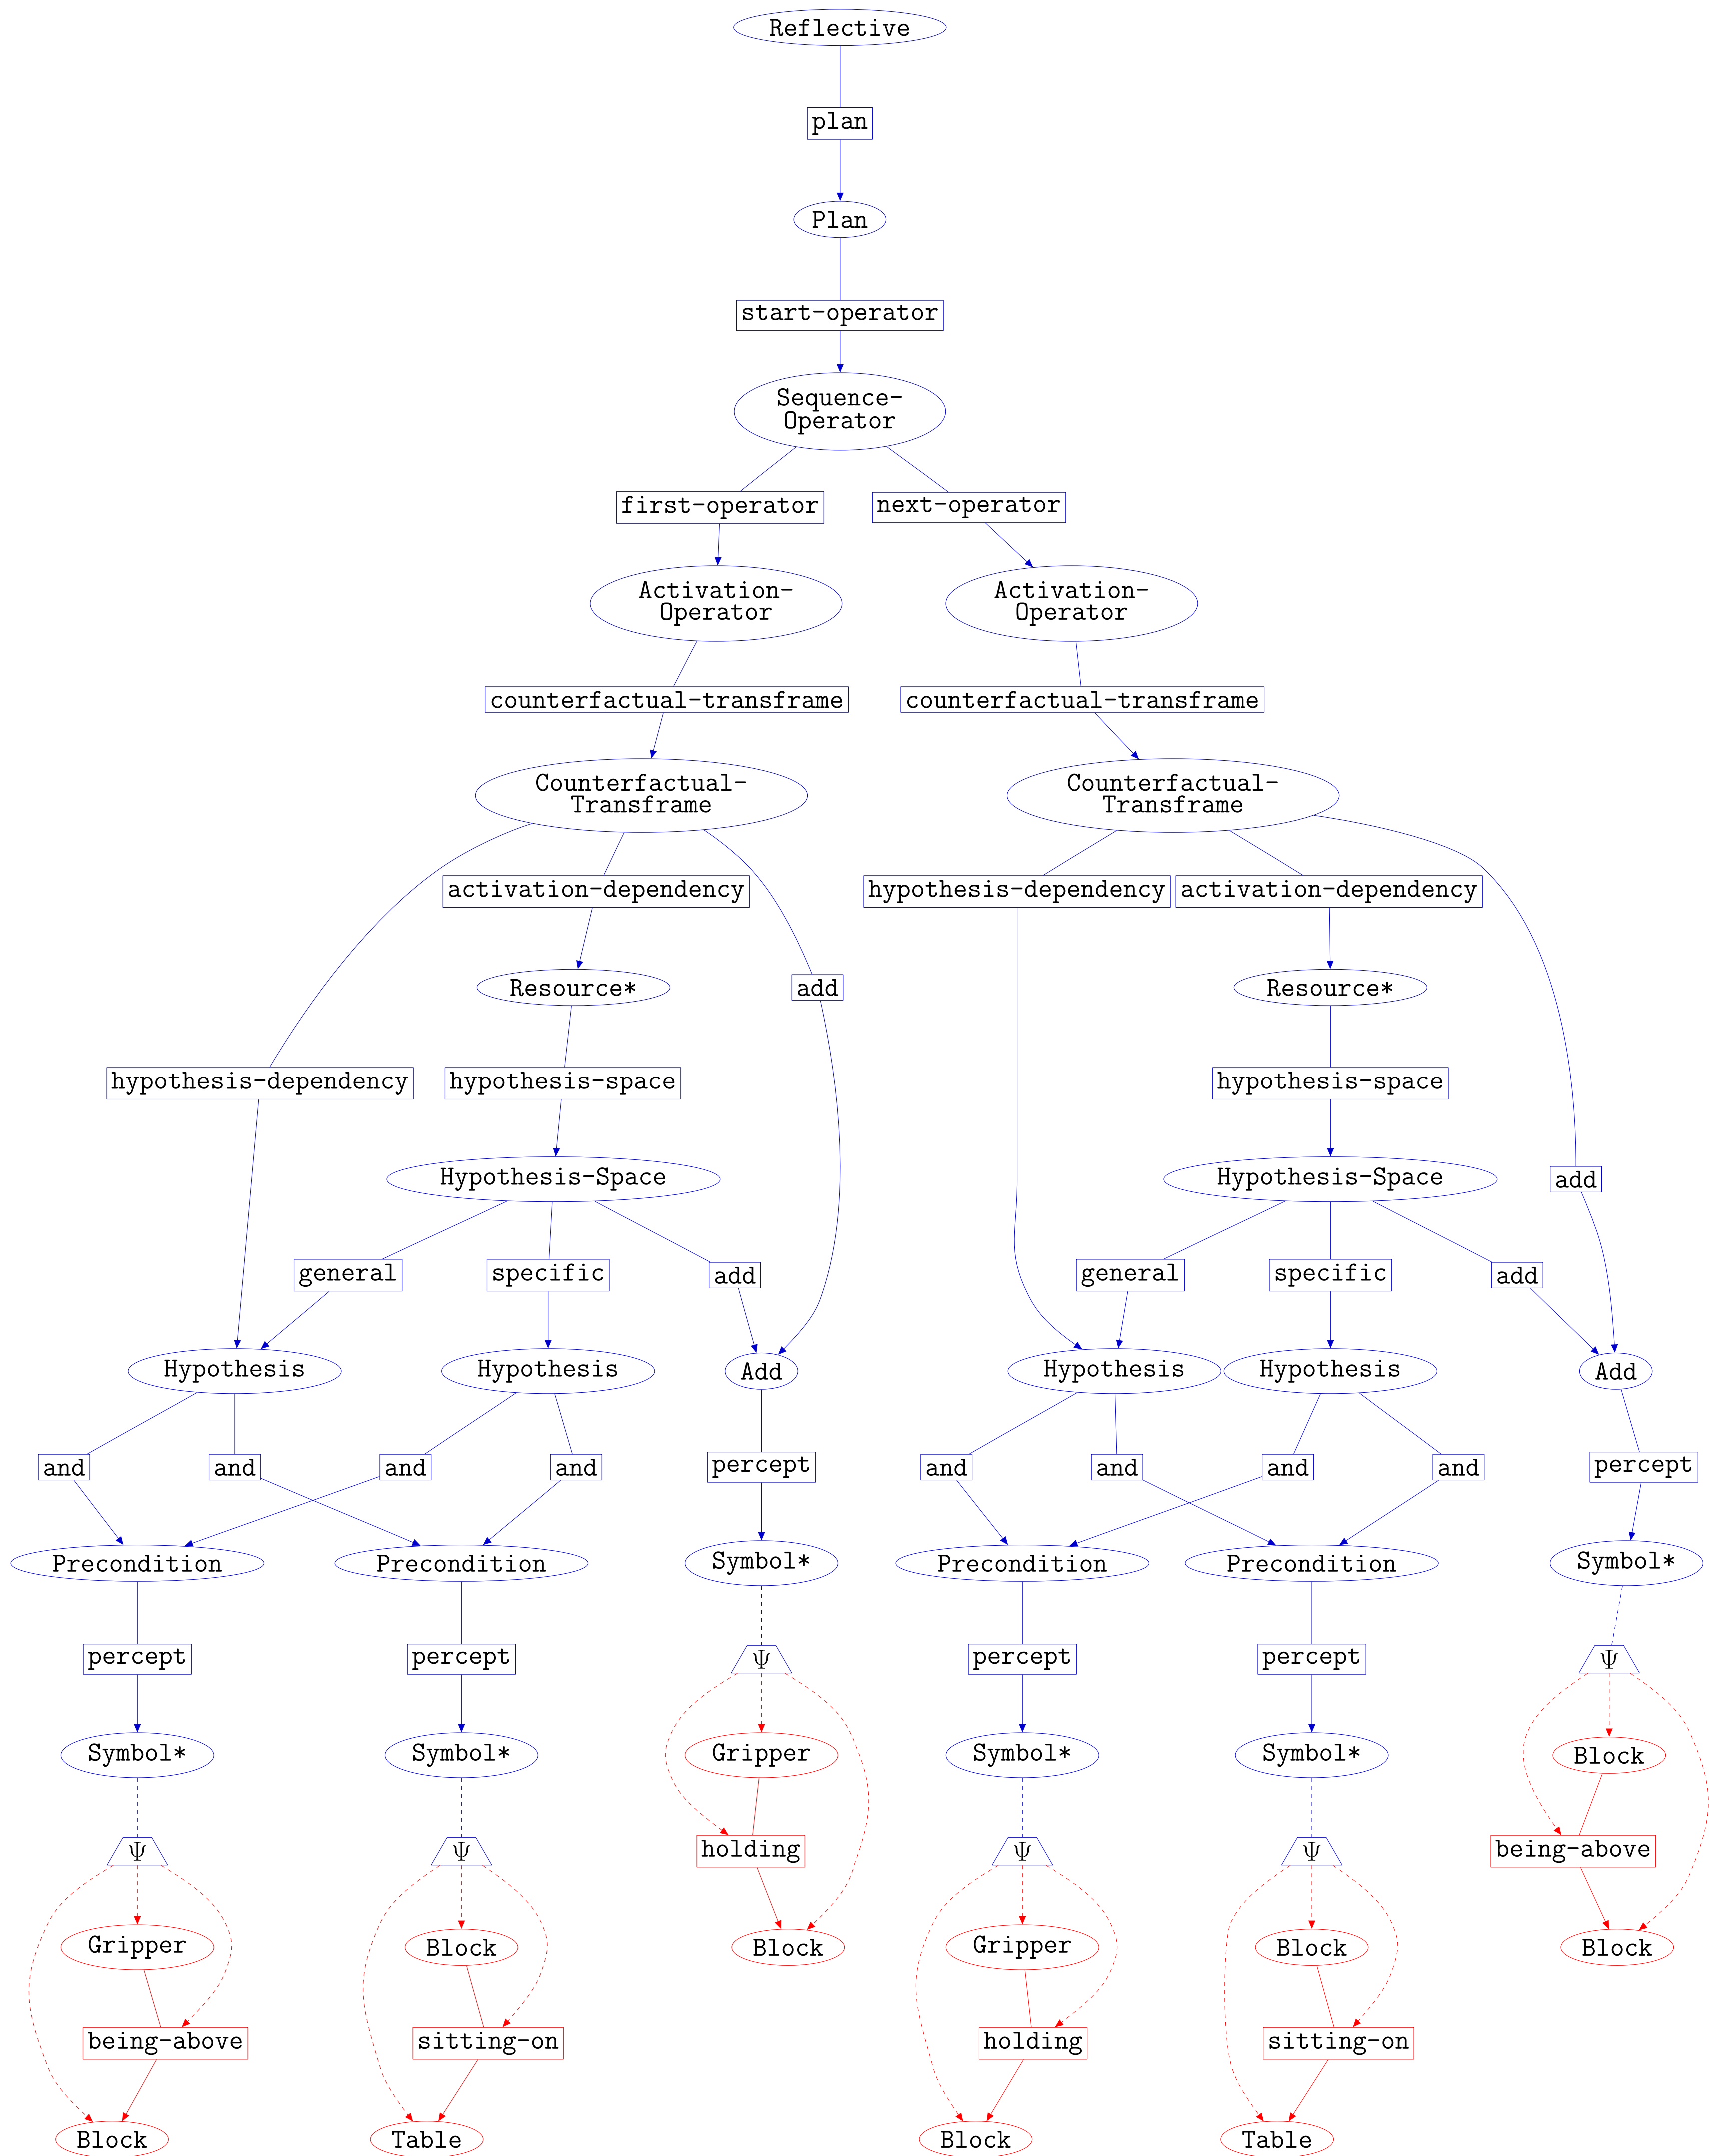 Reflective
plan
Plan
start-operator
Sequence-
Operator
first-operator
next-operator
Activation-
Operator
Activation-
Operator
counterfactual-transframe
counterfactual-transframe
Counterfactual-
Transframe
Counterfactual-
Transframe
activation-dependency
hypothesis-dependency
activation-dependency
Resource*
add
Resource*
hypothesis-dependency
hypothesis-space
hypothesis-space
Hypothesis-Space
Hypothesis-Space
add
general
specific
add
general
specific
add
Hypothesis
Hypothesis
Add
Hypothesis
Hypothesis
Add
and
and
and
and
percept
and
and
and
and
percept
Precondition
Precondition
Symbol*
Precondition
Precondition
Symbol*
percept
percept
Ψ
percept
percept
Ψ
Symbol*
Symbol*
Gripper
Symbol*
Symbol*
Block
Ψ
Ψ
holding
Ψ
Ψ
being-above
Gripper
Block
Block
Gripper
Block
Block
being-above
sitting-on
holding
sitting-on
Block
Table
Block
Table